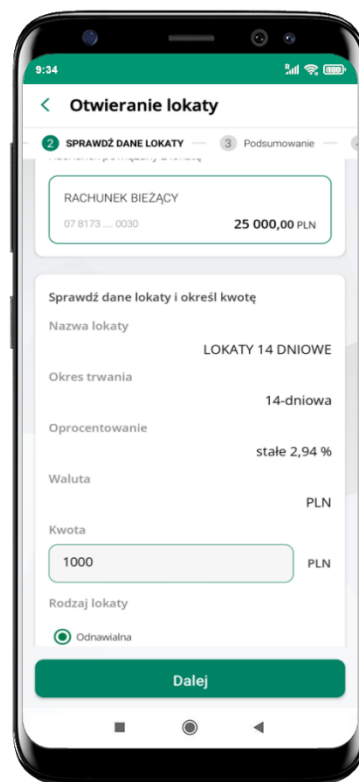 9:34
Otwieranie lokaty
2 SPRAWDŹ DANE LOKATY 3 Podsumowanie
RACHUNEK BIEŻĄCY
07 8173 .... 0030 25 000,00 PLN
Sprawdź dane lokaty i określ kwotę
Nazwa lokaty
LOKATY 14 DNIOWE
Okres trwania
14-dniowa
Oprocentowanie
stałe 2,94 %
Waluta
PLN
Kwota
1000 PLN
Rodzaj lokaty
Odnawialna
Dalej